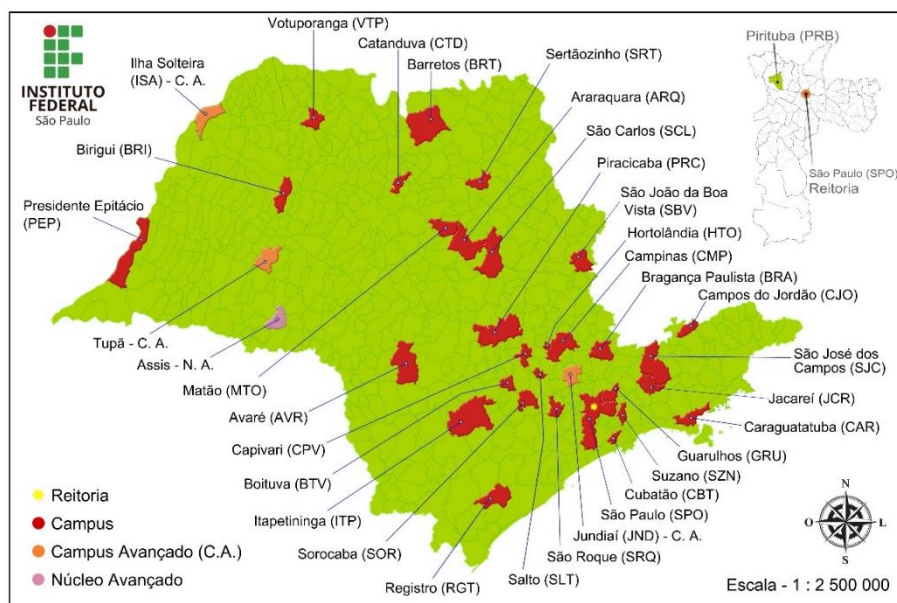 INSTITUTO
FEDERAL
São Paulo
Votuporanga (VTP)
Catanduva (CTD)
Barretos (BRT)
Sertãozinho (SRT)
Pirituba (PRB)
Ilha Solteira
(ISA) - C. A.
Araraquara (ARQ)
São Carlos (SCL)
Birigui (BRI)
Piracicaba (PRC)
São Paulo (SPO)
Reitoria
Presidente Epitácio
(PEP)
São João da Boa
Vista (SBV)
Hortolândia (HTO)
Campinas (CMP)
Bragança Paulista (BRA)
Campos do Jordão (CJO)
Tupã - C. A.
Assis - N. A.
Matão (MTO)
São José dos
Campos (SJC)
Avaré (AVR)
Jacareí (JCR)
Caraguatatuba (CAR)
Capivari (CPV)
Guarulhos (GRU)
Boituva (BTV)
Suzano (SZN)
Cubatão (CBT)
Itapetininga (ITP)
São Paulo (SPO)
Jundiaí (JND) - C. A.
Sorocaba (SOR)
São Roque (SRQ)
Registro (RGT)
Salto (SLT)
Reitoria
Campus
Campus Avançado (C.A.)
Núcleo Avançado
N
O
L
S
Escala - 1 : 2 500 000